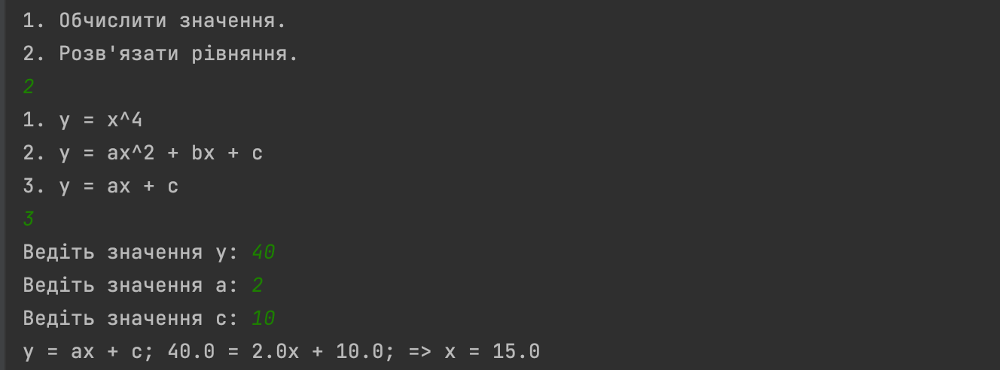 1. Обчислити значення.
2. Розв'язати рівняння.
2
1. y = x^4
2. y = ax^2 + bx + c
3. y = ax + c
3
Ведіть значення y: 40
Ведіть значення a: 2
Ведіть значення c: 10
y = ax + c; 40.0 = 2.0x + 10.0; => x = 15.0